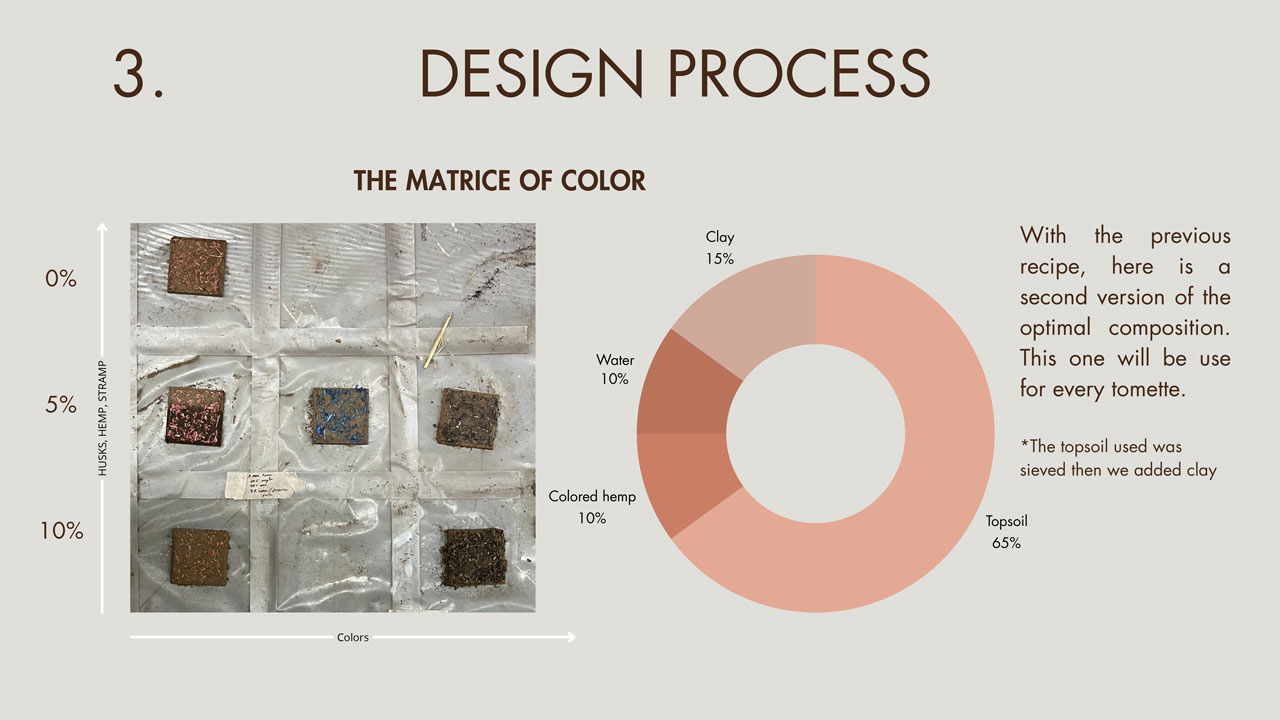 3.
DESIGN PROCESS
THE MATRICE OF COLOR
0%
5%
10%
HUSKS, HEMP, STRAMP
Colors
Clay
15%
Water
10%
Colored hemp
10%
Topsoil
65%
With the previous
recipe, here is a
second version of the
optimal composition.
This one will be use
for every tomette.
*The topsoil used was
sieved then we added clay